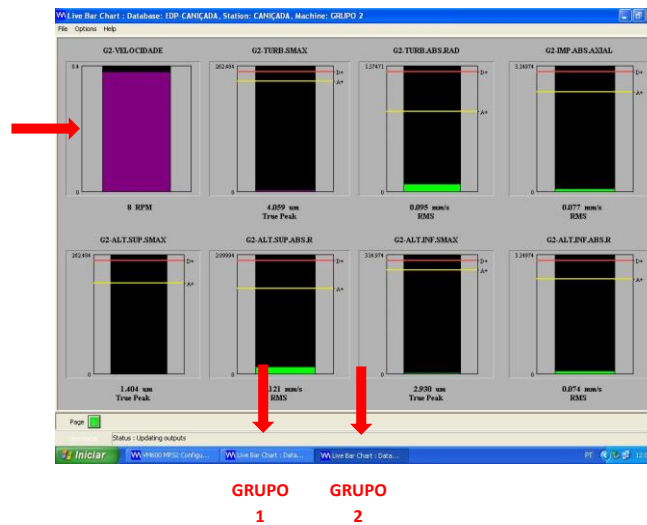 Live Bar Chart : Database: EDP-CANIÇADA, Station: CANIÇADA, Machine: GRUPO 2
File Options Help
G2-VELOCIDADE
8.4
0
8 RPM
G2-TURB.SMAX
262.494
D+
A+
0
4.059 um
True Peak
G2-TURB.ABS.RAD
D+
A+
0
0.095 mm/s
RMS
G2-IMP.ABS.AXIAL
D+
A+
0
0.077 mm/s
RMS
G2-ALT.SUP.SMAX
262.494
D+
A+
0
1.404 um
True Peak
G2-ALT.SUP.ABS.R
D+
A+
0
121 mm/s
RMS
G2-ALT.INF.SMAX
314.974
D+
A+
0
2.930 um
True Peak
G2-ALT.INF.ABS.R
D+
A+
0
0.074 mm/s
RMS
Page
Status : Updating outputs
Iniciar
VM600 MPS2 Configu...
Live Bar Chart : Data...
Live Bar Chart : Data...
PT
GRUPO
1
GRUPO
2